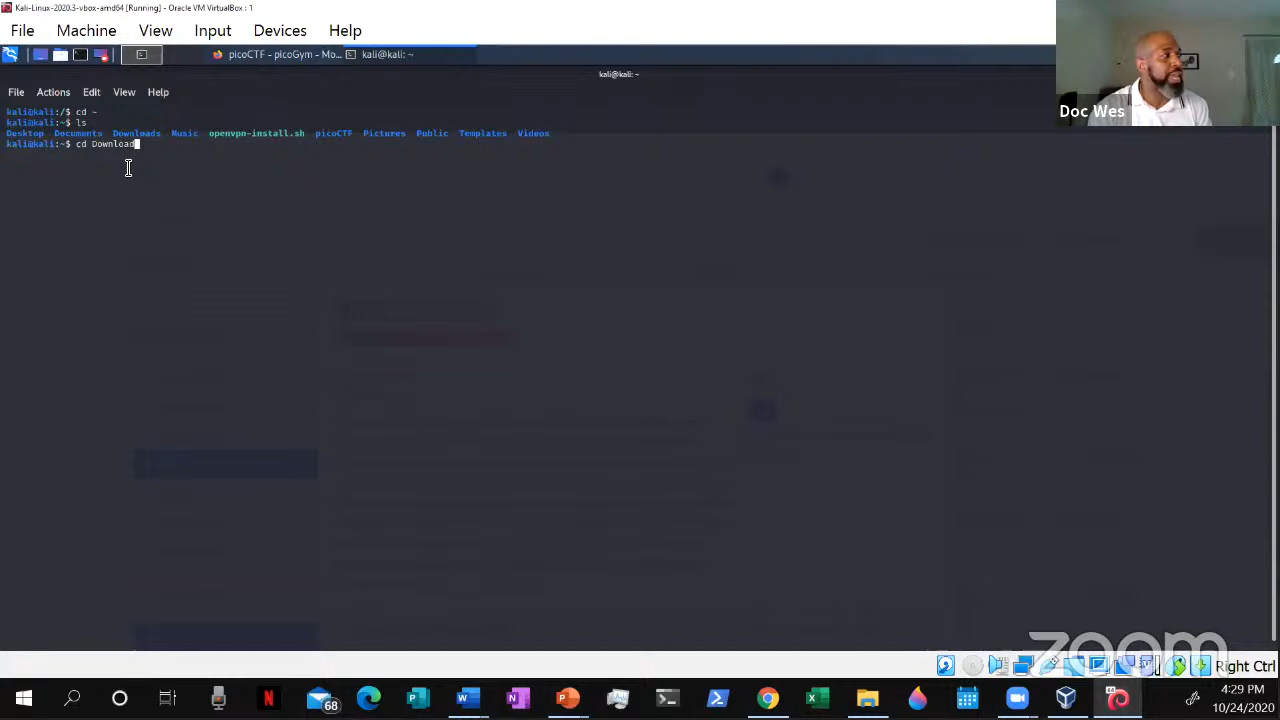 Kali-Linux-2020.3-vbox-amd64 [Running] - Oracle VM VirtualBox : 1
File Machine View Input Devices Help
picoCTF - picoGym - Mo... kali@kali: ~
kali@kali: ~
File Actions Edit View Help
Doc Wes
kali@kali:/$ cd ~
kali@kali:~$ ls
Desktop Documents Downloads Music openvpn-install.sh picoCTF Pictures Public Templates Videos
kali@kali:~$ cd Download
zoom
Right Ctrl
68
4:29 PM
10/24/2020